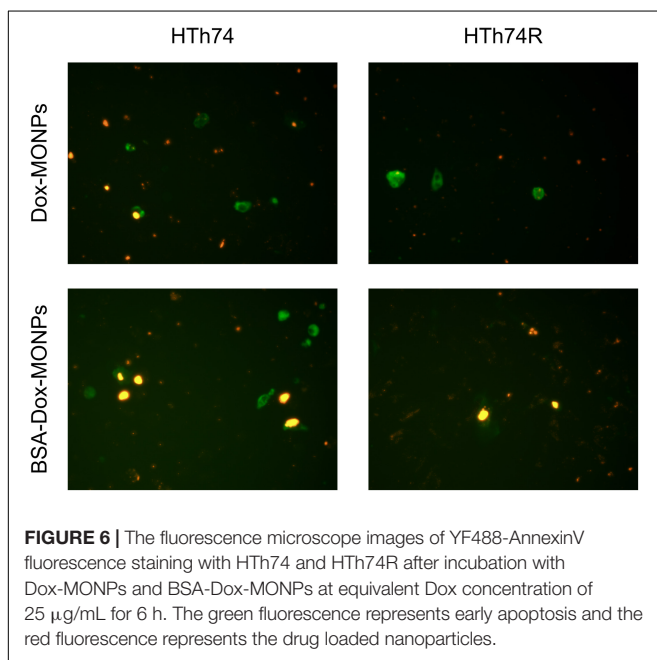 HTh74
HTh74R
Dox-MONPs
BSA-Dox-MONPs
FIGURE 6 | The fluorescence microscope images of YF488-AnnexinV
fluorescence staining with HTh74 and HTh74R after incubation with
Dox-MONPs and BSA-Dox-MONPs at equivalent Dox concentration of
25 μg/mL for 6 h. The green fluorescence represents early apoptosis and the
red fluorescence represents the drug loaded nanoparticles.